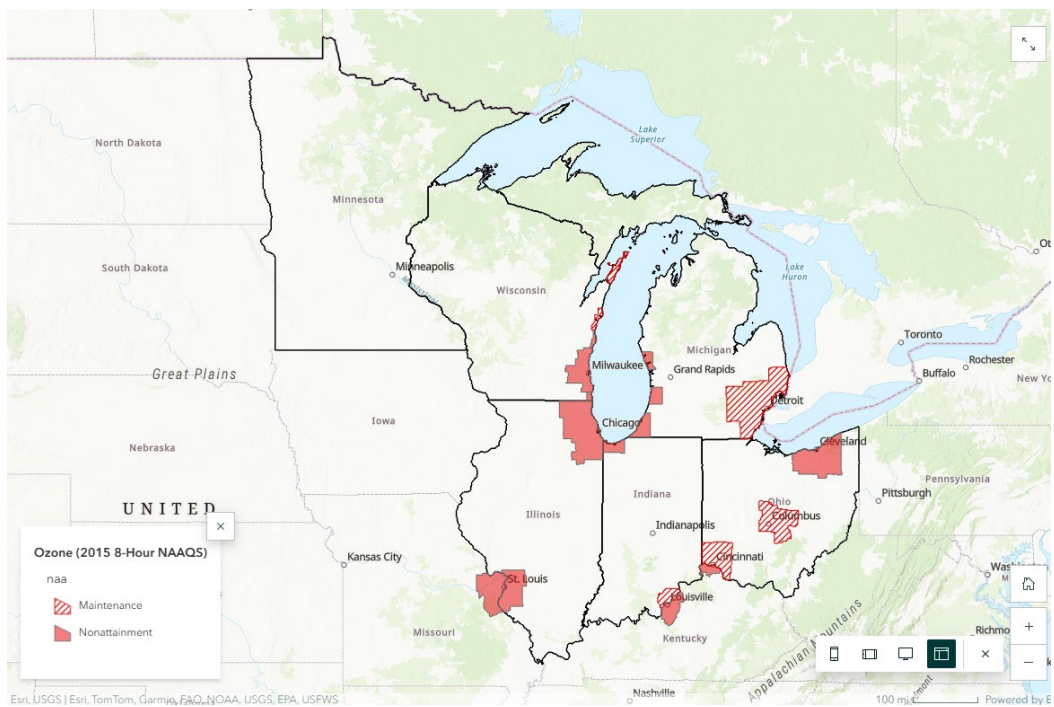 Lake
Superior
North Dakota
Minnesota
Lake
Huron
South Dakota
Minneapolis
Wisconsin
Toronto
Michigan
Rochester
Milwaukee
Grand Rapids
Buffalo
Great Plains
New Yo
Detroit
Iowa
Chicago
Cleveland
Nebraska
Pennsylvania
Indiana
Ohio
Pittsburgh
UNITED
Illinois
Columbus
Indianapolis
Ozone (2015 8-Hour NAAQS)
Kansas City
Cincinnati
naa
St. Louis
Maintenance
Louisville
Nonattainment
Missouri
Kentucky
Richmo
Appalachian Mountains
Nashville
Esri, USGS | Esri, TomTom, Garmin, FAO, NOAA, USGS, EPA, USFWS
100 mi
Powered by E